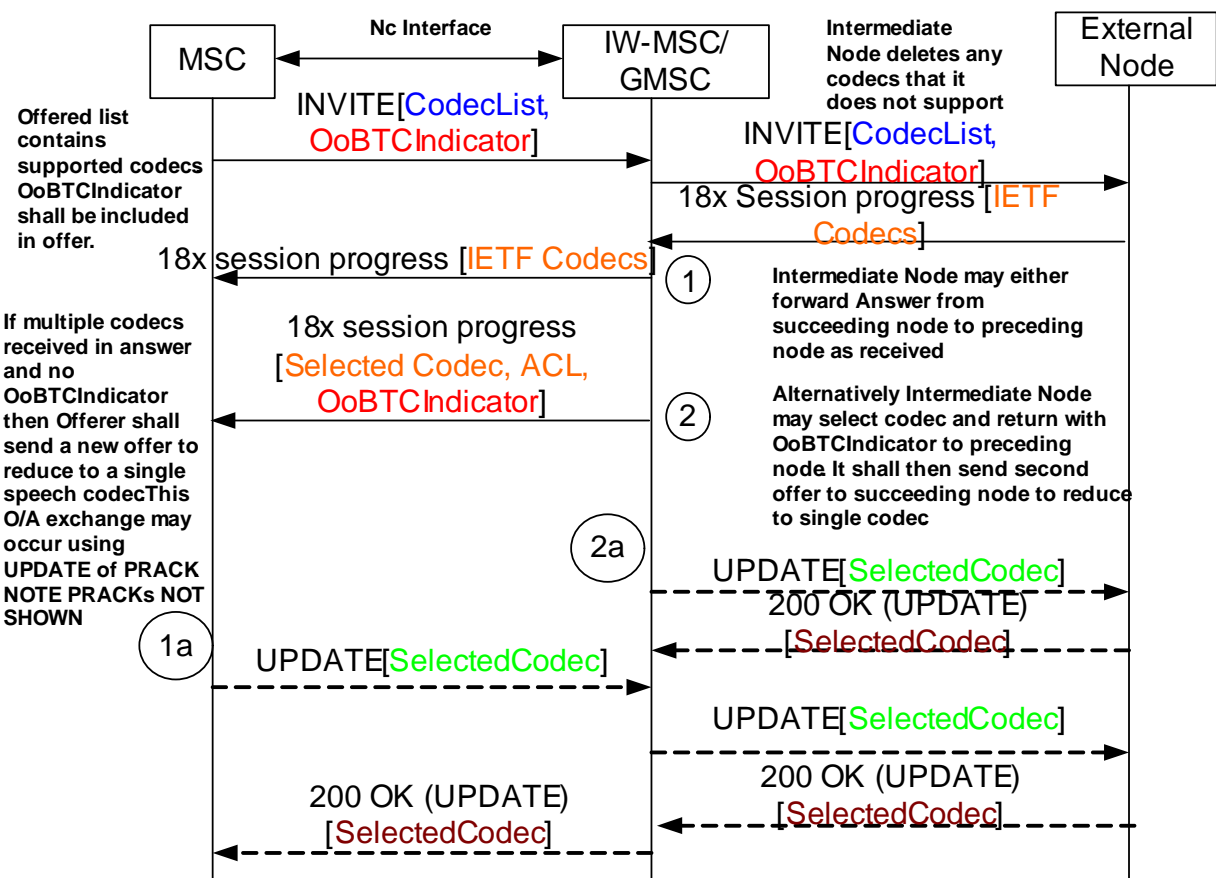 MSC
Nc Interface
IW-MSC/
GMSC
Intermediate
Node deletes any
codecs that it
does not support
External
Node
Offered list
contains
supported codecs
OoBTCIndicator
shall be included
in offer.
INVITE[CodecList,
OoBTCIndicator]
INVITE[CodecList,
OoBTCIndicator]
18x Session progress [IETF
Codecs]
18x session progress [IETF Codecs]
1
Intermediate Node may either
forward Answer from
succeeding node to preceding
node as received
If multiple codecs
received in answer
and no
OoBTCIndicator
then Offerer shall
send a new offer to
reduce to a single
speech codec.This
O/A exchange may
occur using
UPDATE of PRACK
NOTE PRACKs NOT
SHOWN
18x session progress
[Selected Codec, ACL,
OoBTCIndicator]
2
Alternatively Intermediate Node
may select codec and return with
OoBTCIndicator to preceding
node. It shall then send second
offer to succeeding node to reduce
to single codec
2a
UPDATE[SelectedCodec]
200 OK (UPDATE)
[SelectedCodec]
1a
UPDATE[SelectedCodec]
UPDATE[SelectedCodec]
200 OK (UPDATE)
[SelectedCodec]
200 OK (UPDATE)
[SelectedCodec]